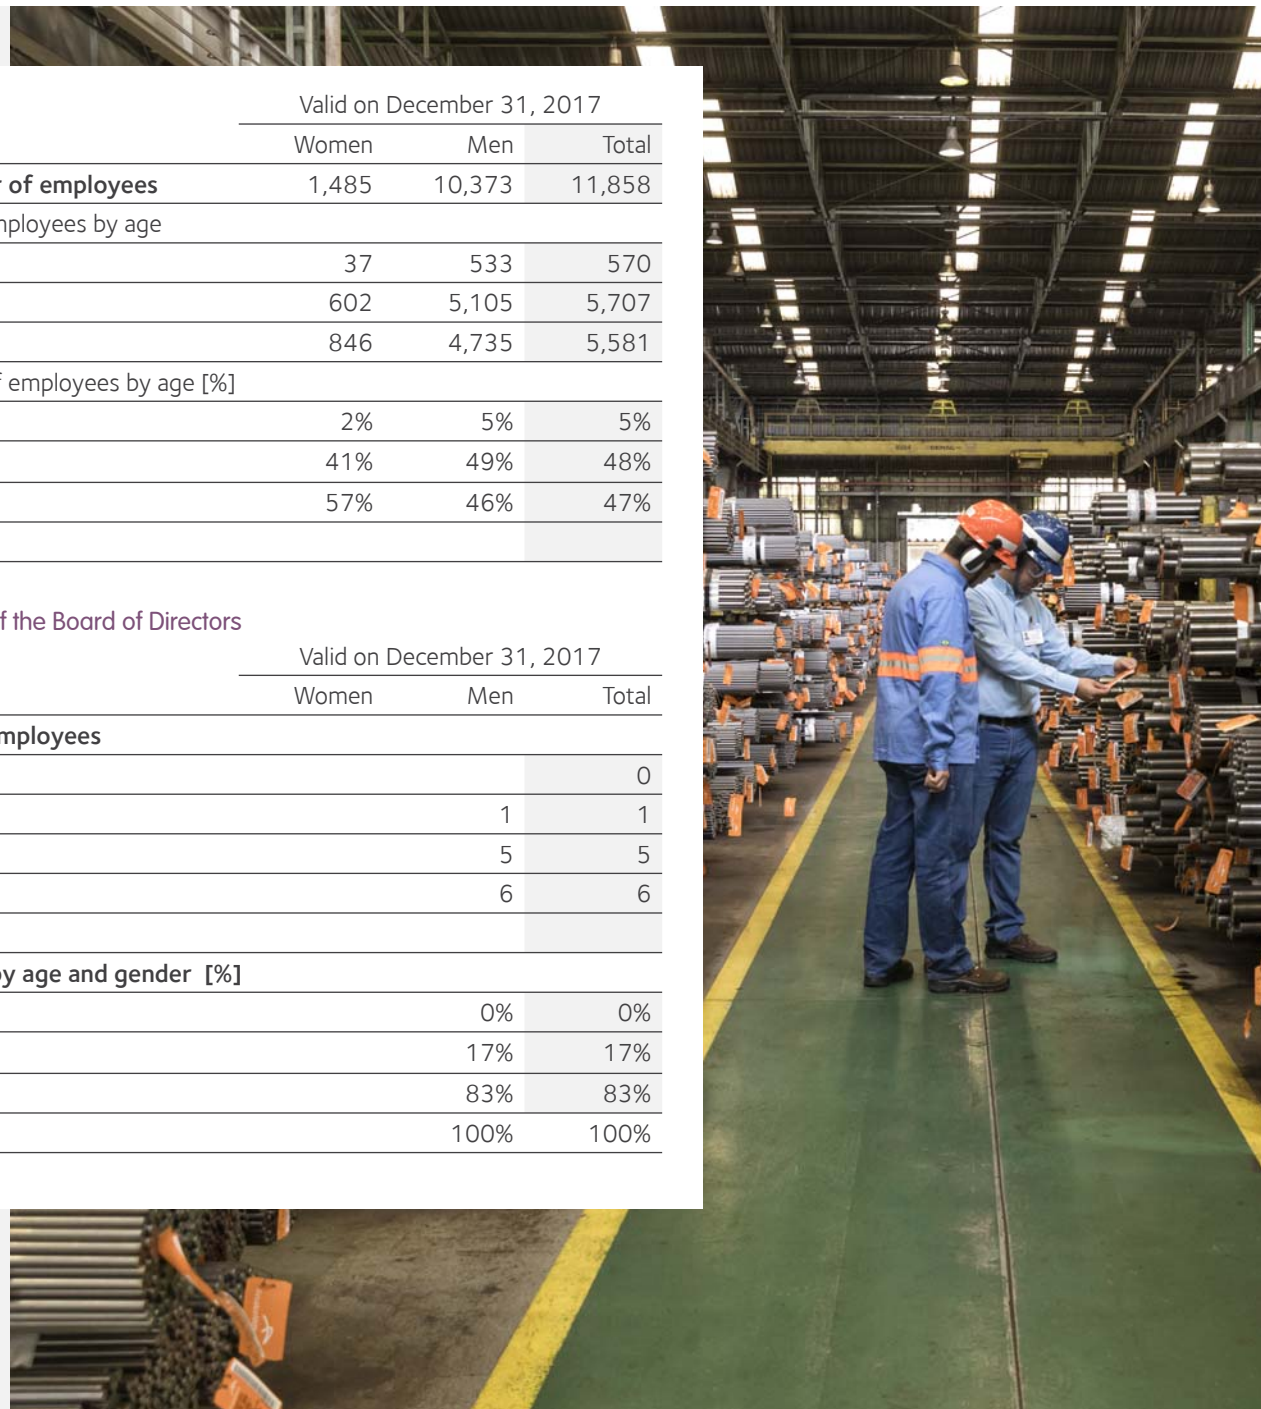 Valid on December 31, 2017
Women Men Total
of employees 1,485 10,373 11,858
employees by age
37 533 570
602 5,105 5,707
846 4,735 5,581
employees by age [%]
2% 5% 5%
41% 49% 48%
57% 46% 47%
the Board of Directors
Valid on December 31, 2017
Women Men Total
employees
0
1 1
5 5
6 6
by age and gender [%]
0% 0%
17% 17%
83% 83%
100% 100%